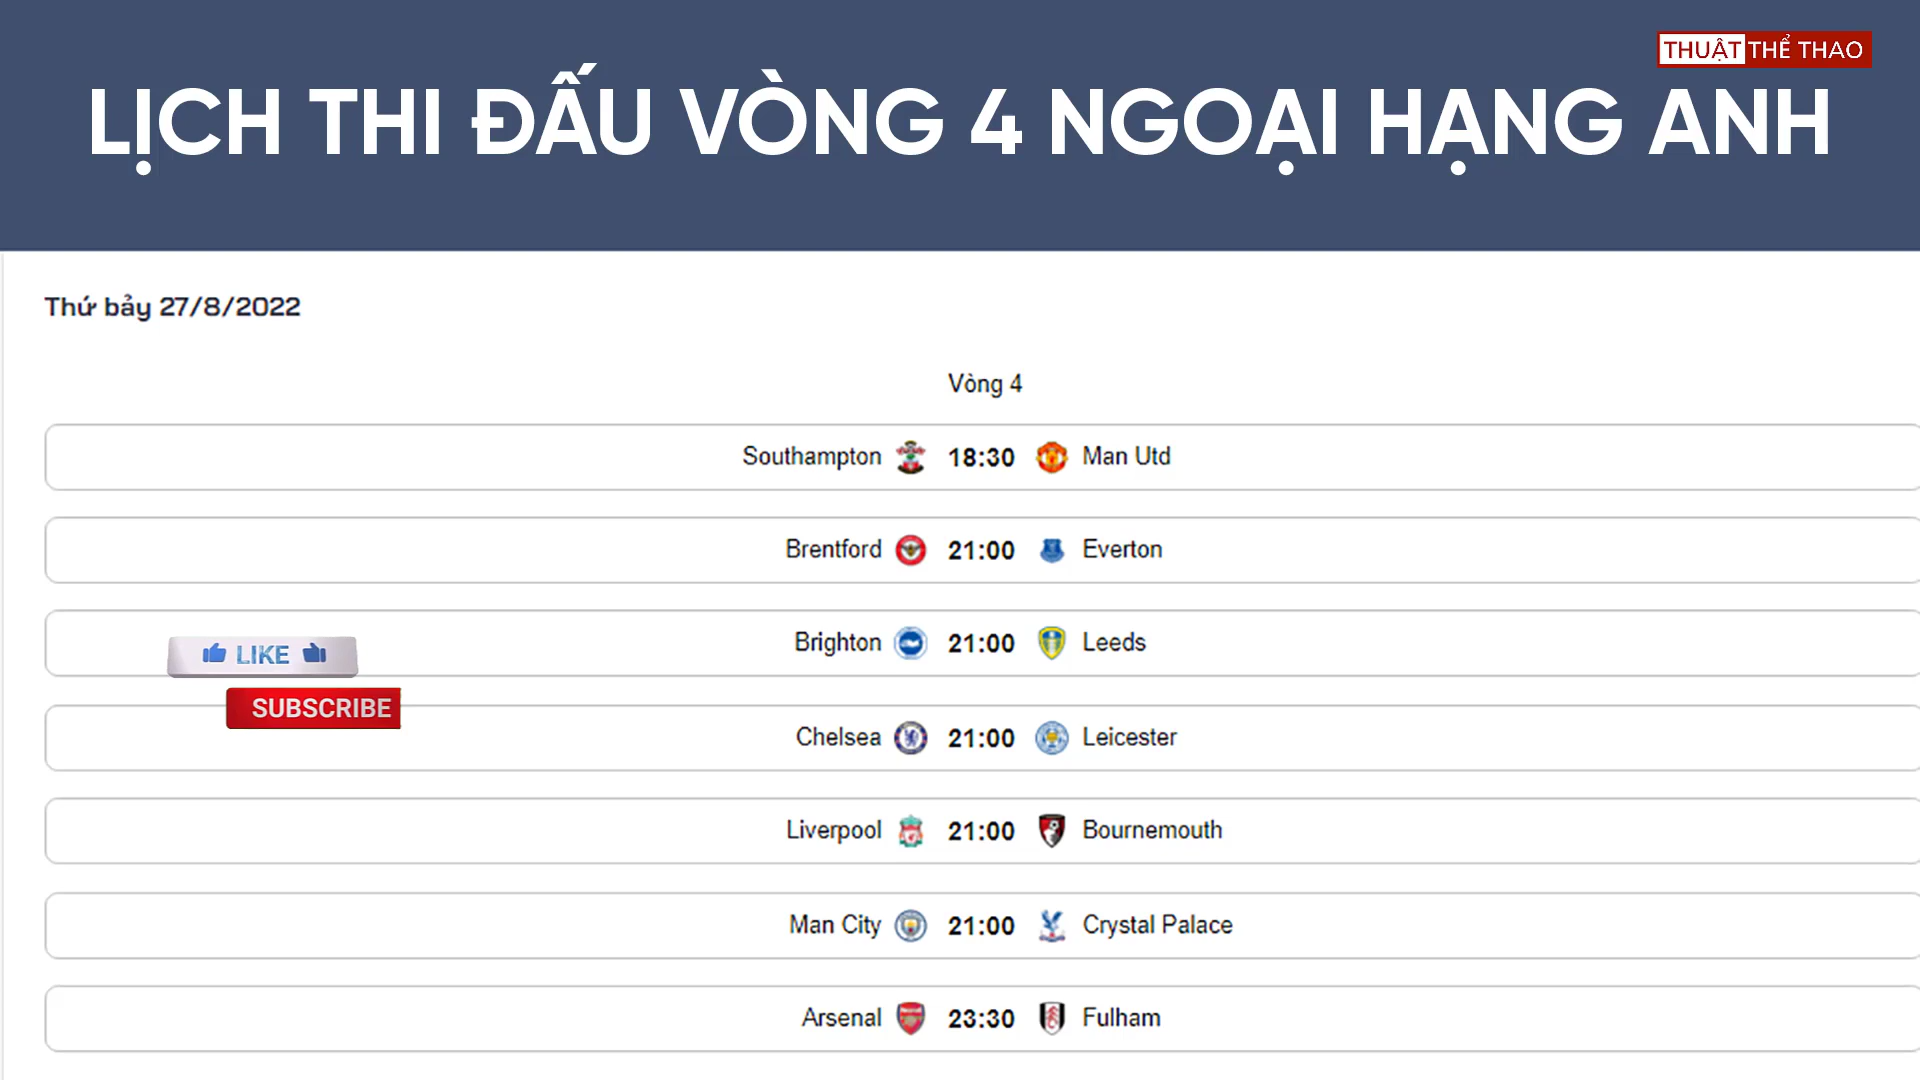 THUẬT THỂ THAO
LỊCH THI ĐẤU VÒNG 4 NGOẠI HẠNG ANH
Thứ bảy 27/8/2022
Vòng 4
Southampton 18:30 Man Utd
Brentford 21:00 Everton
Brighton 21:00 Leeds
LIKE
SUBSCRIBE
Chelsea 21:00 Leicester
Liverpool 21:00 Bournemouth
Man City 21:00 Crystal Palace
Arsenal 23:30 Fulham